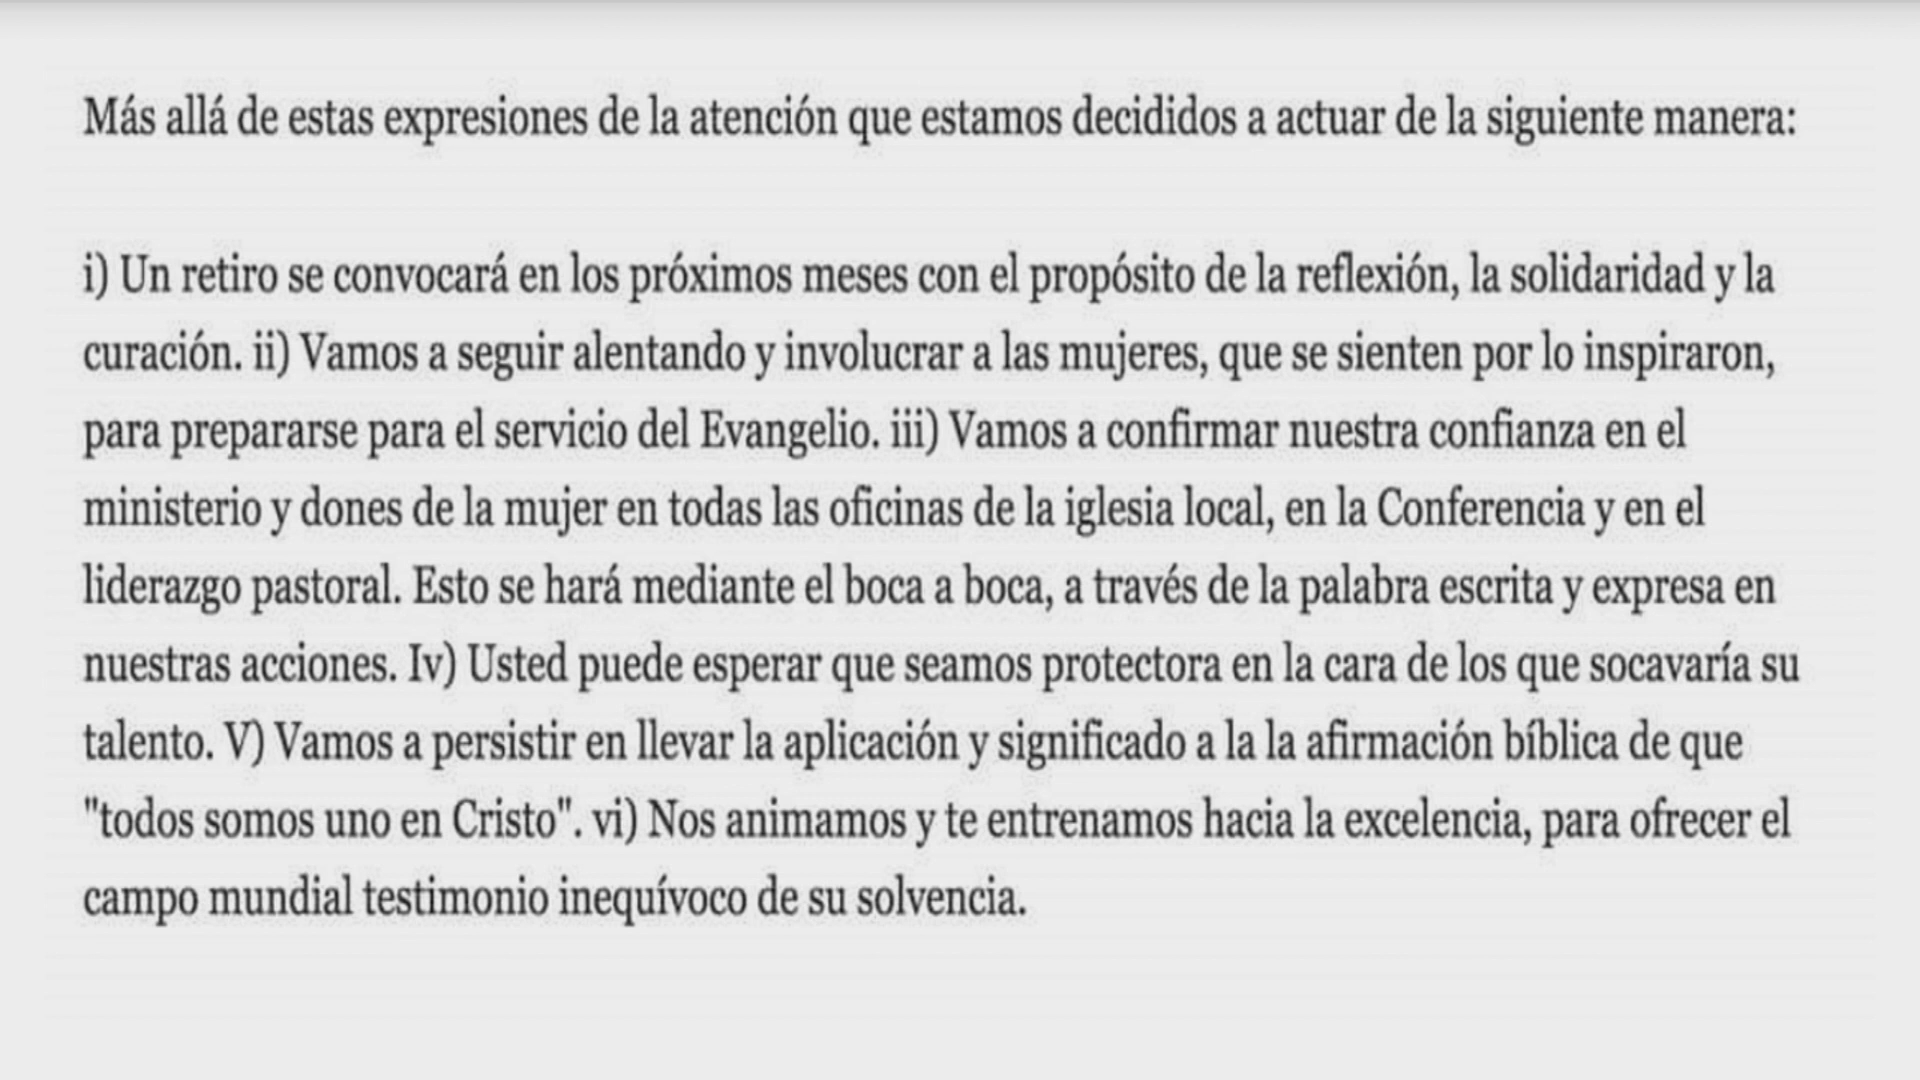 Más allá de estas expresiones de la atención que estamos decididos a actuar de la siguiente manera:
i) Un retiro se convocará en los próximos meses con el propósito de la reflexión, la solidaridad y la
curación. ii) Vamos a seguir alentando y involucrar a las mujeres, que se sienten por lo inspiraron,
para prepararse para el servicio del Evangelio. iii) Vamos a confirmar nuestra confianza en el
ministerio y dones de la mujer en todas las oficinas de la iglesia local, en la Conferencia y en el
liderazgo pastoral. Esto se hará mediante el boca a boca, a través de la palabra escrita y expresa en
nuestras acciones. Iv) Usted puede esperar que seamos protectora en la cara de los que socavaría su
talento. V) Vamos a persistir en llevar la aplicación y significado a la la afirmación bíblica de que
"todos somos uno en Cristo". vi) Nos animamos y te entrenamos hacia la excelencia, para ofrecer el
campo mundial testimonio inequívoco de su solvencia.